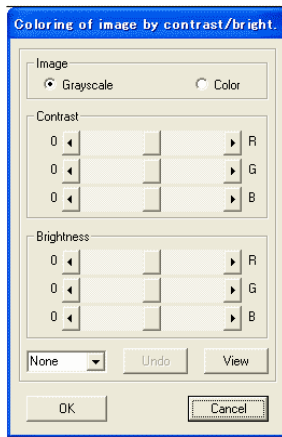 Coloring of image by contrast/bright.
Image
Grayscale Color
Contrast
0 R
0 G
0 B
Brightness
0 R
0 G
0 B
None Undo View
OK Cancel